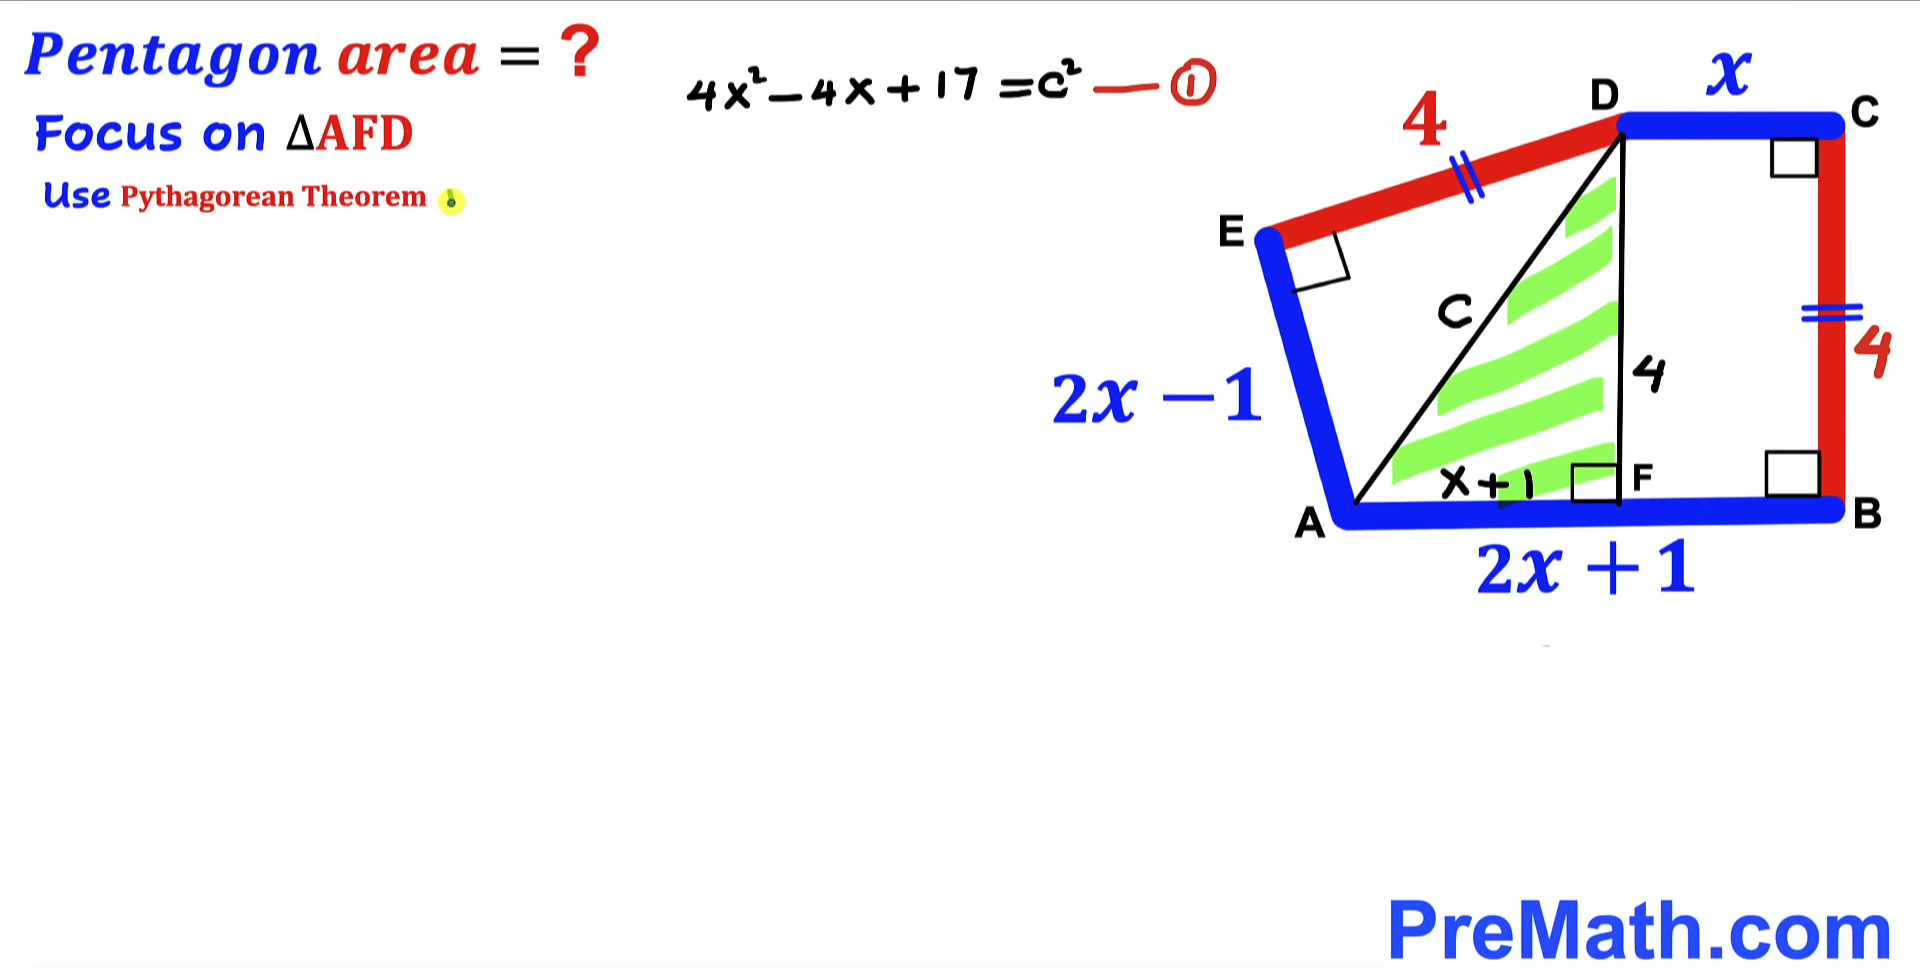 Pentagon area = ?
4x² – 4x + 17 = c² — ①
Focus on ΔAFD
Use Pythagorean Theorem
x
D
C
4
E
C
4
4
2x − 1
x + 1
F
A
B
2x + 1
PreMath.com